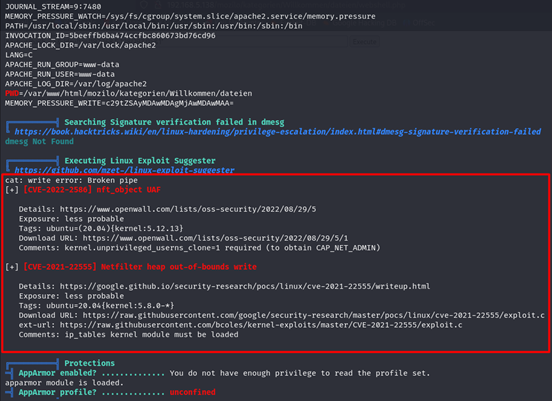 JOURNAL_STREAM=9:7480
MEMORY_PRESSURE_WATCH=/sys/fs/cgroup/system.slice/apache2.service/memory.pressure
PATH=/usr/local/sbin:/usr/local/bin:/usr/sbin:/usr/bin:/sbin:/bin
INVOCATION_ID=5beeffb6ba474ccfbc860673bd76cd96
APACHE_LOCK_DIR=/var/lock/apache2
LANG=C
APACHE_RUN_GROUP=www-data
APACHE_RUN_USER=www-data
APACHE_LOG_DIR=/var/log/apache2
PWD=/var/www/html/mozilo/kategorien/Willkommen/dateien
MEMORY_PRESSURE_WRITE=c29tZSAyMDAwMDAgMjAwMDAwMAA=
Searching Signature verification failed in dmesg
https://book.hacktricks.wiki/en/linux-hardening/privilege-escalation/index.html#dmesg-signature-verification-failed
dmesg Not Found
Executing Linux Exploit Suggester
https://github.com/mzet-/linux-exploit-suggester
cat: write error: Broken pipe
[+] [CVE-2022-2586] nft_object UAF
Details: https://www.openwall.com/lists/oss-security/2022/08/29/5
Exposure: less probable
Tags: ubuntu=(20.04){kernel:5.12.13}
Download URL: https://www.openwall.com/lists/oss-security/2022/08/29/5/1
Comments: kernel.unprivileged_userns_clone=1 required (to obtain CAP_NET_ADMIN)
[+] [CVE-2021-22555] Netfilter heap out-of-bounds write
Details: https://google.github.io/security-research/pocs/linux/cve-2021-22555/writeup.html
Exposure: less probable
Tags: ubuntu=20.04{kernel:5.8.0-*}
Download URL: https://raw.githubusercontent.com/google/security-research/master/pocs/linux/cve-2021-22555/exploit.c
ext-url: https://raw.githubusercontent.com/bcoles/kernel-exploits/master/CVE-2021-22555/exploit.c
Comments: ip_tables kernel module must be loaded
Protections
AppArmor enabled? .............. You do not have enough privilege to read the profile set.
apparmor module is loaded.
AppArmor profile? .............. unconfined